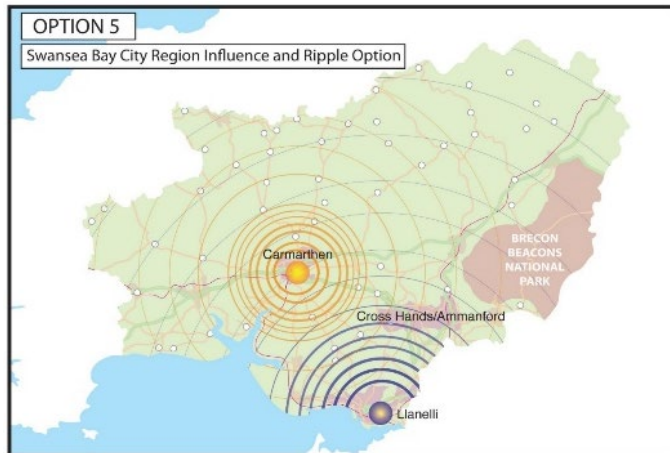 OPTION 5
Swansea Bay City Region Influence and Ripple Option
Carmarthen
BRECON
BEACONS
NATIONAL
PARK
Cross Hands/Ammanford
Llanelli